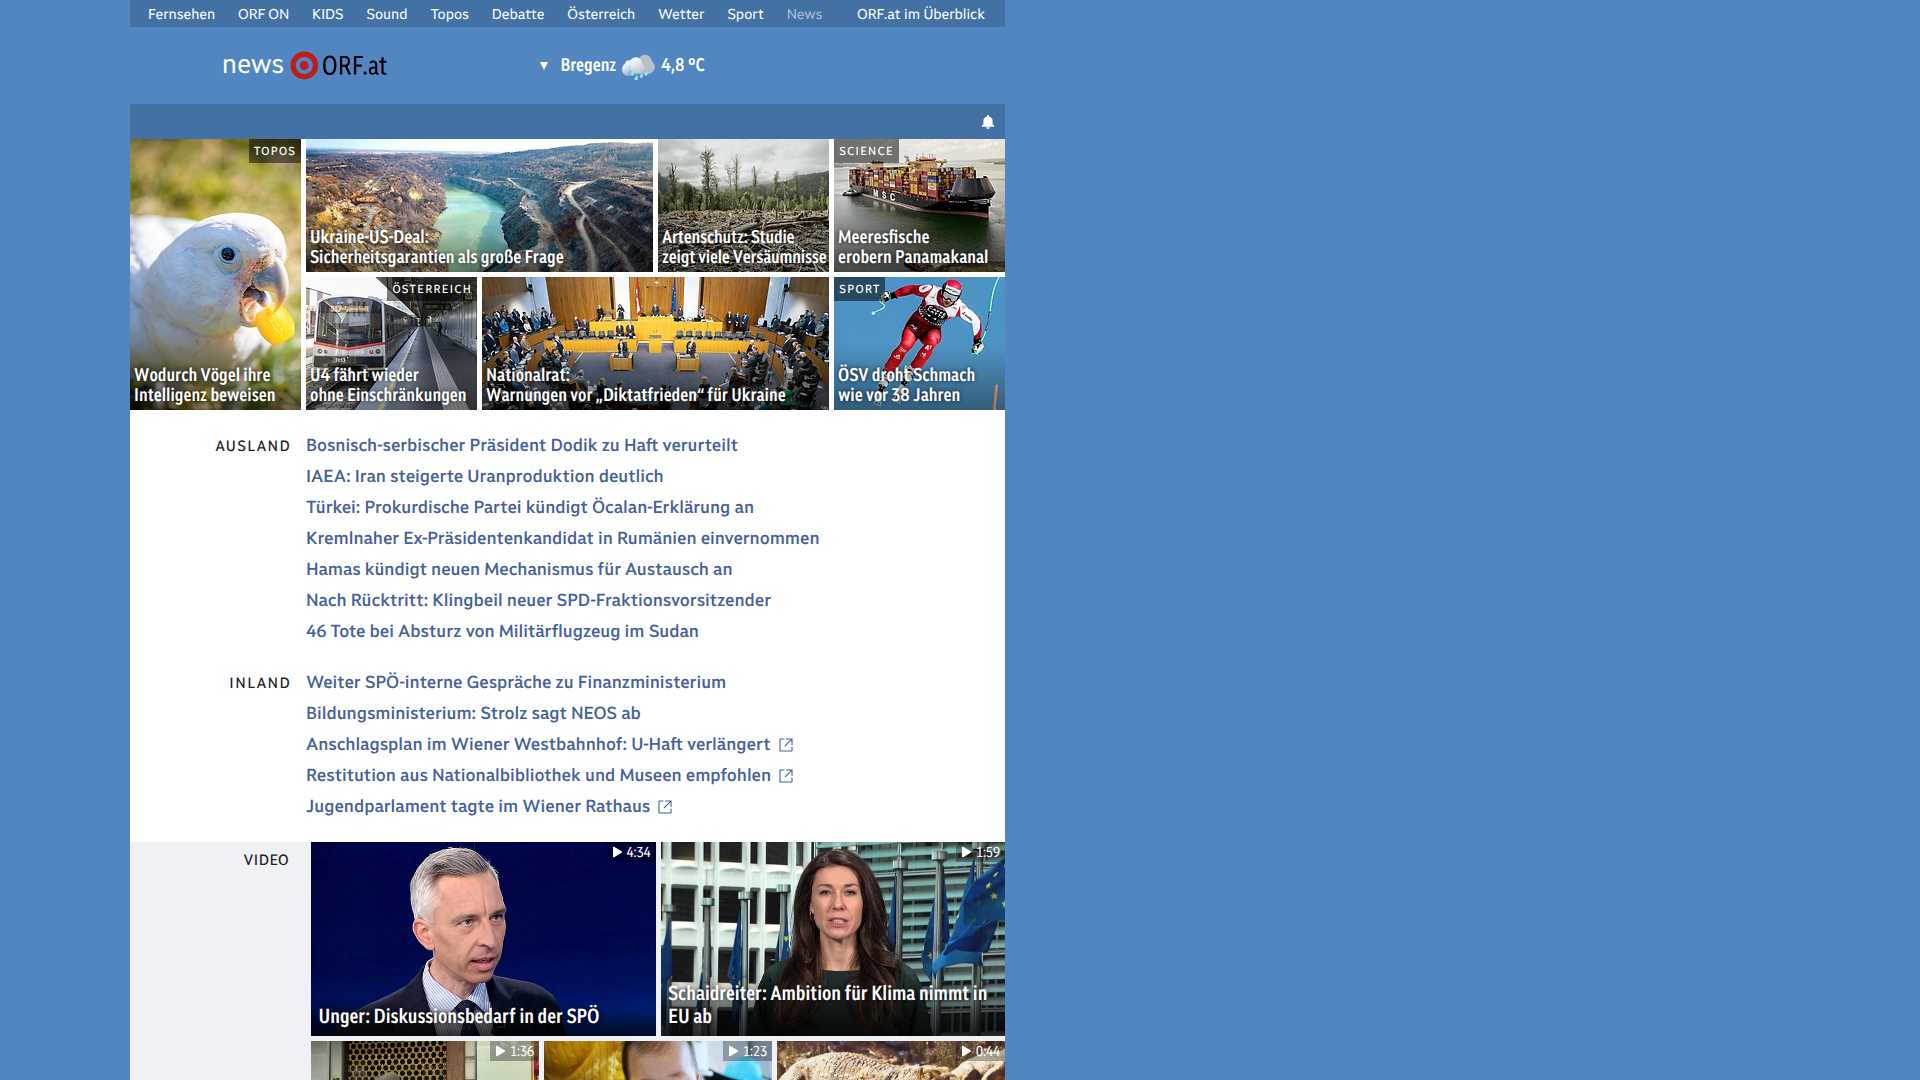 Fernsehen ORF ON KIDS Sound Topos Debatte Österreich Wetter Sport News ORF.at im Überblick
news ORF.at
▼ Bregenz 4,8 ºC
TOPOS
Wodurch Vögel ihre
Intelligenz beweisen
Ukraine-US-Deal:
Sicherheitsgarantien als große Frage
Artenschutz: Studie
zeigt viele Versäumnisse
SCIENCE
MSC
Meeresfische
erobern Panamakanal
ÖSTERREICH
U4 fährt wieder
ohne Einschränkungen
Nationalrat:
Warnungen vor „Diktatfrieden“ für Ukraine
SPORT
ÖSV droht Schmach
wie vor 38 Jahren
AUSLAND
Bosnisch-serbischer Präsident Dodik zu Haft verurteilt
IAEA: Iran steigerte Uranproduktion deutlich
Türkei: Prokurdische Partei kündigt Öcalan-Erklärung an
Kremlnaher Ex-Präsidentenkandidat in Rumänien einvernommen
Hamas kündigt neuen Mechanismus für Austausch an
Nach Rücktritt: Klingbeil neuer SPD-Fraktionsvorsitzender
46 Tote bei Absturz von Militärflugzeug im Sudan
INLAND
Weiter SPÖ-interne Gespräche zu Finanzministerium
Bildungsministerium: Strolz sagt NEOS ab
Anschlagsplan im Wiener Westbahnhof: U-Haft verlängert
Restitution aus Nationalbibliothek und Museen empfohlen
Jugendparlament tagte im Wiener Rathaus
VIDEO
4:34
Unger: Diskussionsbedarf in der SPÖ
1:59
Schaidreiter: Ambition für Klima nimmt in
EU ab
1:36
1:23
0:44